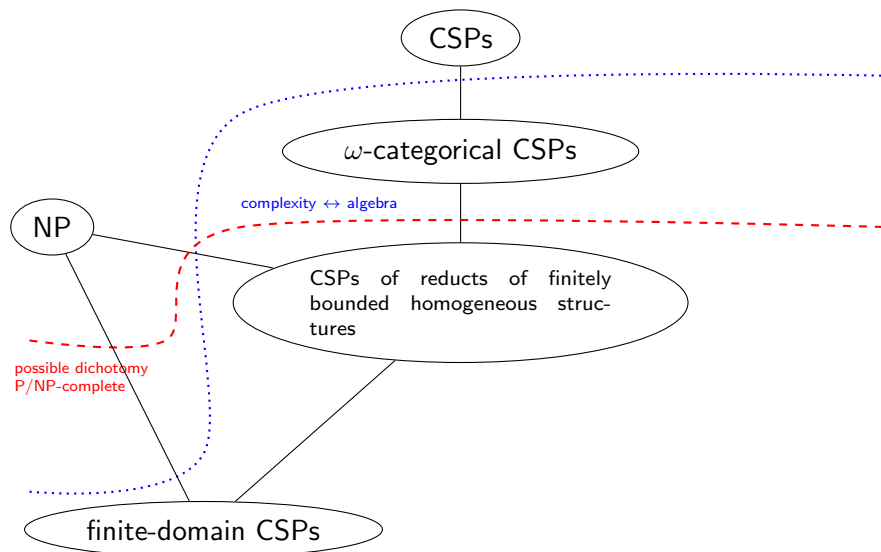 CSPs
ω-categorical CSPs
complexity ↔ algebra
NP
CSPs of reducts of finitely
bounded homogeneous struc-
tures
possible dichotomy
P/NP-complete
finite-domain CSPs